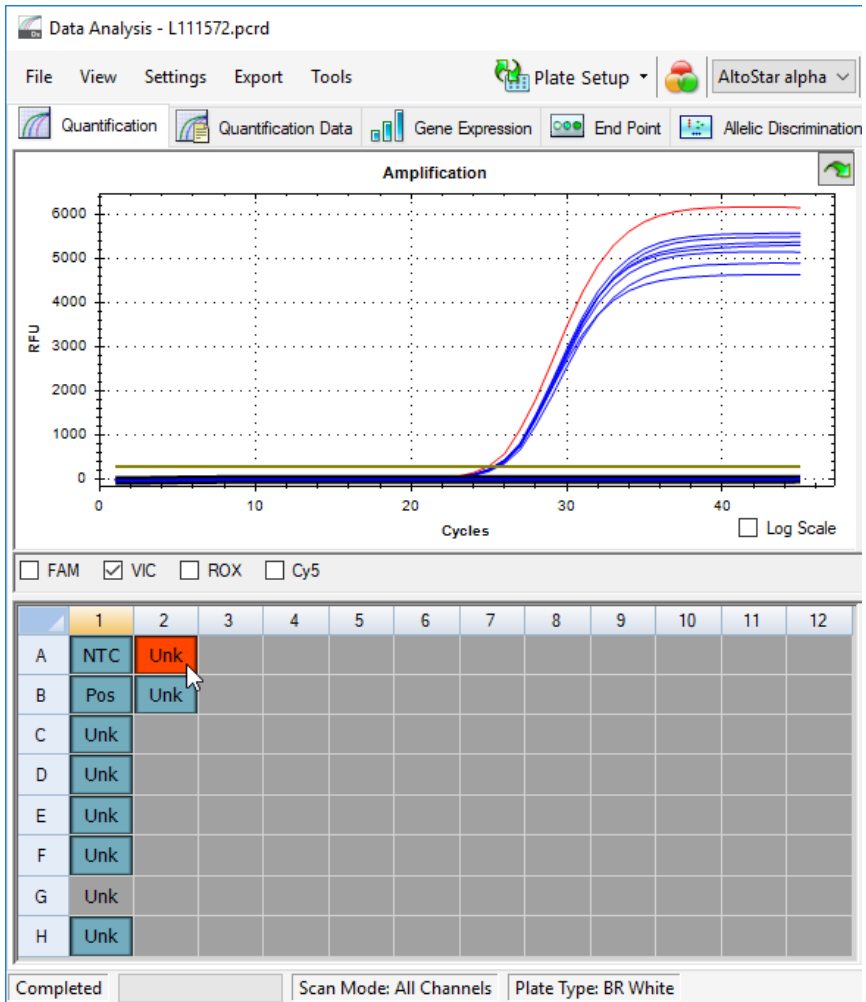 Data Analysis - L111572.pcrd
File View Settings Export Tools Plate Setup AltoStar alpha
Quantification Quantification Data Gene Expression End Point Allelic Discrimination
Amplification
6000
5000
4000
3000
2000
1000
0
RFU
0 10 20 30 40
Cycles
Log Scale
FAM VIC ROX Cy5
1 2 3 4 5 6 7 8 9 10 11 12
A NTC Unk
B Pos Unk
C Unk
D Unk
E Unk
F Unk
G Unk
H Unk
Completed Scan Mode: All Channels Plate Type: BR White